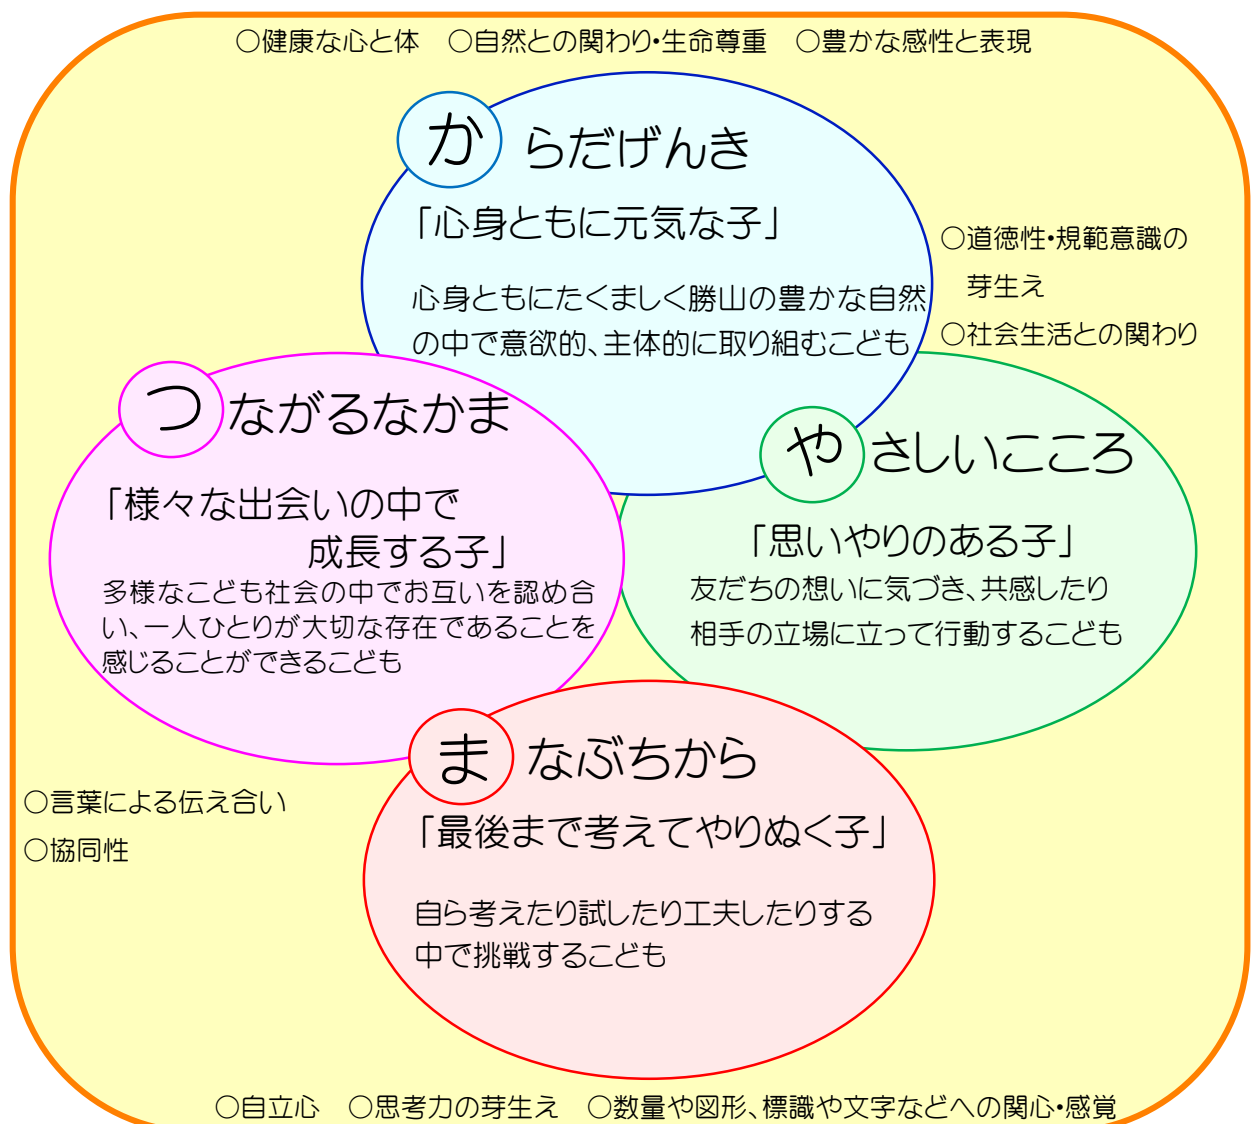 ○健康な心と体　○自然との関わり・生命尊重　○豊かな感性と表現
からだげんき
「心身ともに元気な子」
心身ともにたくましく勝山の豊かな自然
の中で意欲的、主体的に取り組むこども
○道徳性・規範意識の
芽生え
○社会生活との関わり
つながるなかま
「様々な出会いの中で
成長する子」
多様なこども社会の中でお互いを認め合
い、一人ひとりが大切な存在であることを
感じることができるこども
やさしいこころ
「思いやりのある子」
友だちの想いに気づき、共感したり
相手の立場に立って行動するこども
まなぶちから
「最後まで考えてやりぬく子」
自ら考えたり試したり工夫したりする
中で挑戦するこども
○言葉による伝え合い
○協同性
○自立心　○思考力の芽生え　○数量や図形、標識や文字などへの関心・感覚